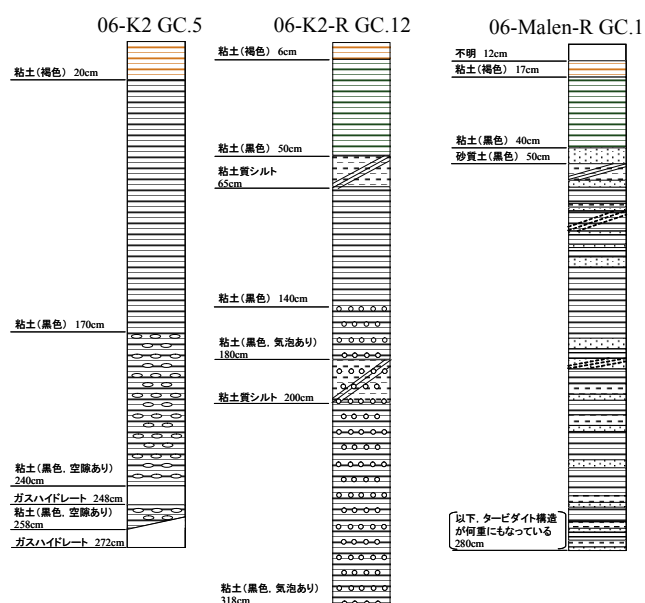 06-K2 GC.5
粘土(褐色) 20cm
粘土(黒色) 170cm
粘土(黒色, 空隙あり)
240cm
ガスハイドレート 248cm
粘土(黒色, 空隙あり)
258cm
ガスハイドレート 272cm
06-K2-R GC.12
粘土(褐色) 6cm
粘土(黒色) 50cm
粘土質シルト
65cm
粘土(黒色) 140cm
粘土(黒色, 気泡あり)
180cm
粘土質シルト 200cm
粘土(黒色, 気泡あり)
318cm
06-Malen-R GC.1
不明 12cm
粘土(褐色) 17cm
粘土(黒色) 40cm
砂質土(黒色) 50cm
以下, タービダイト構造
が何重にもなっている
280cm